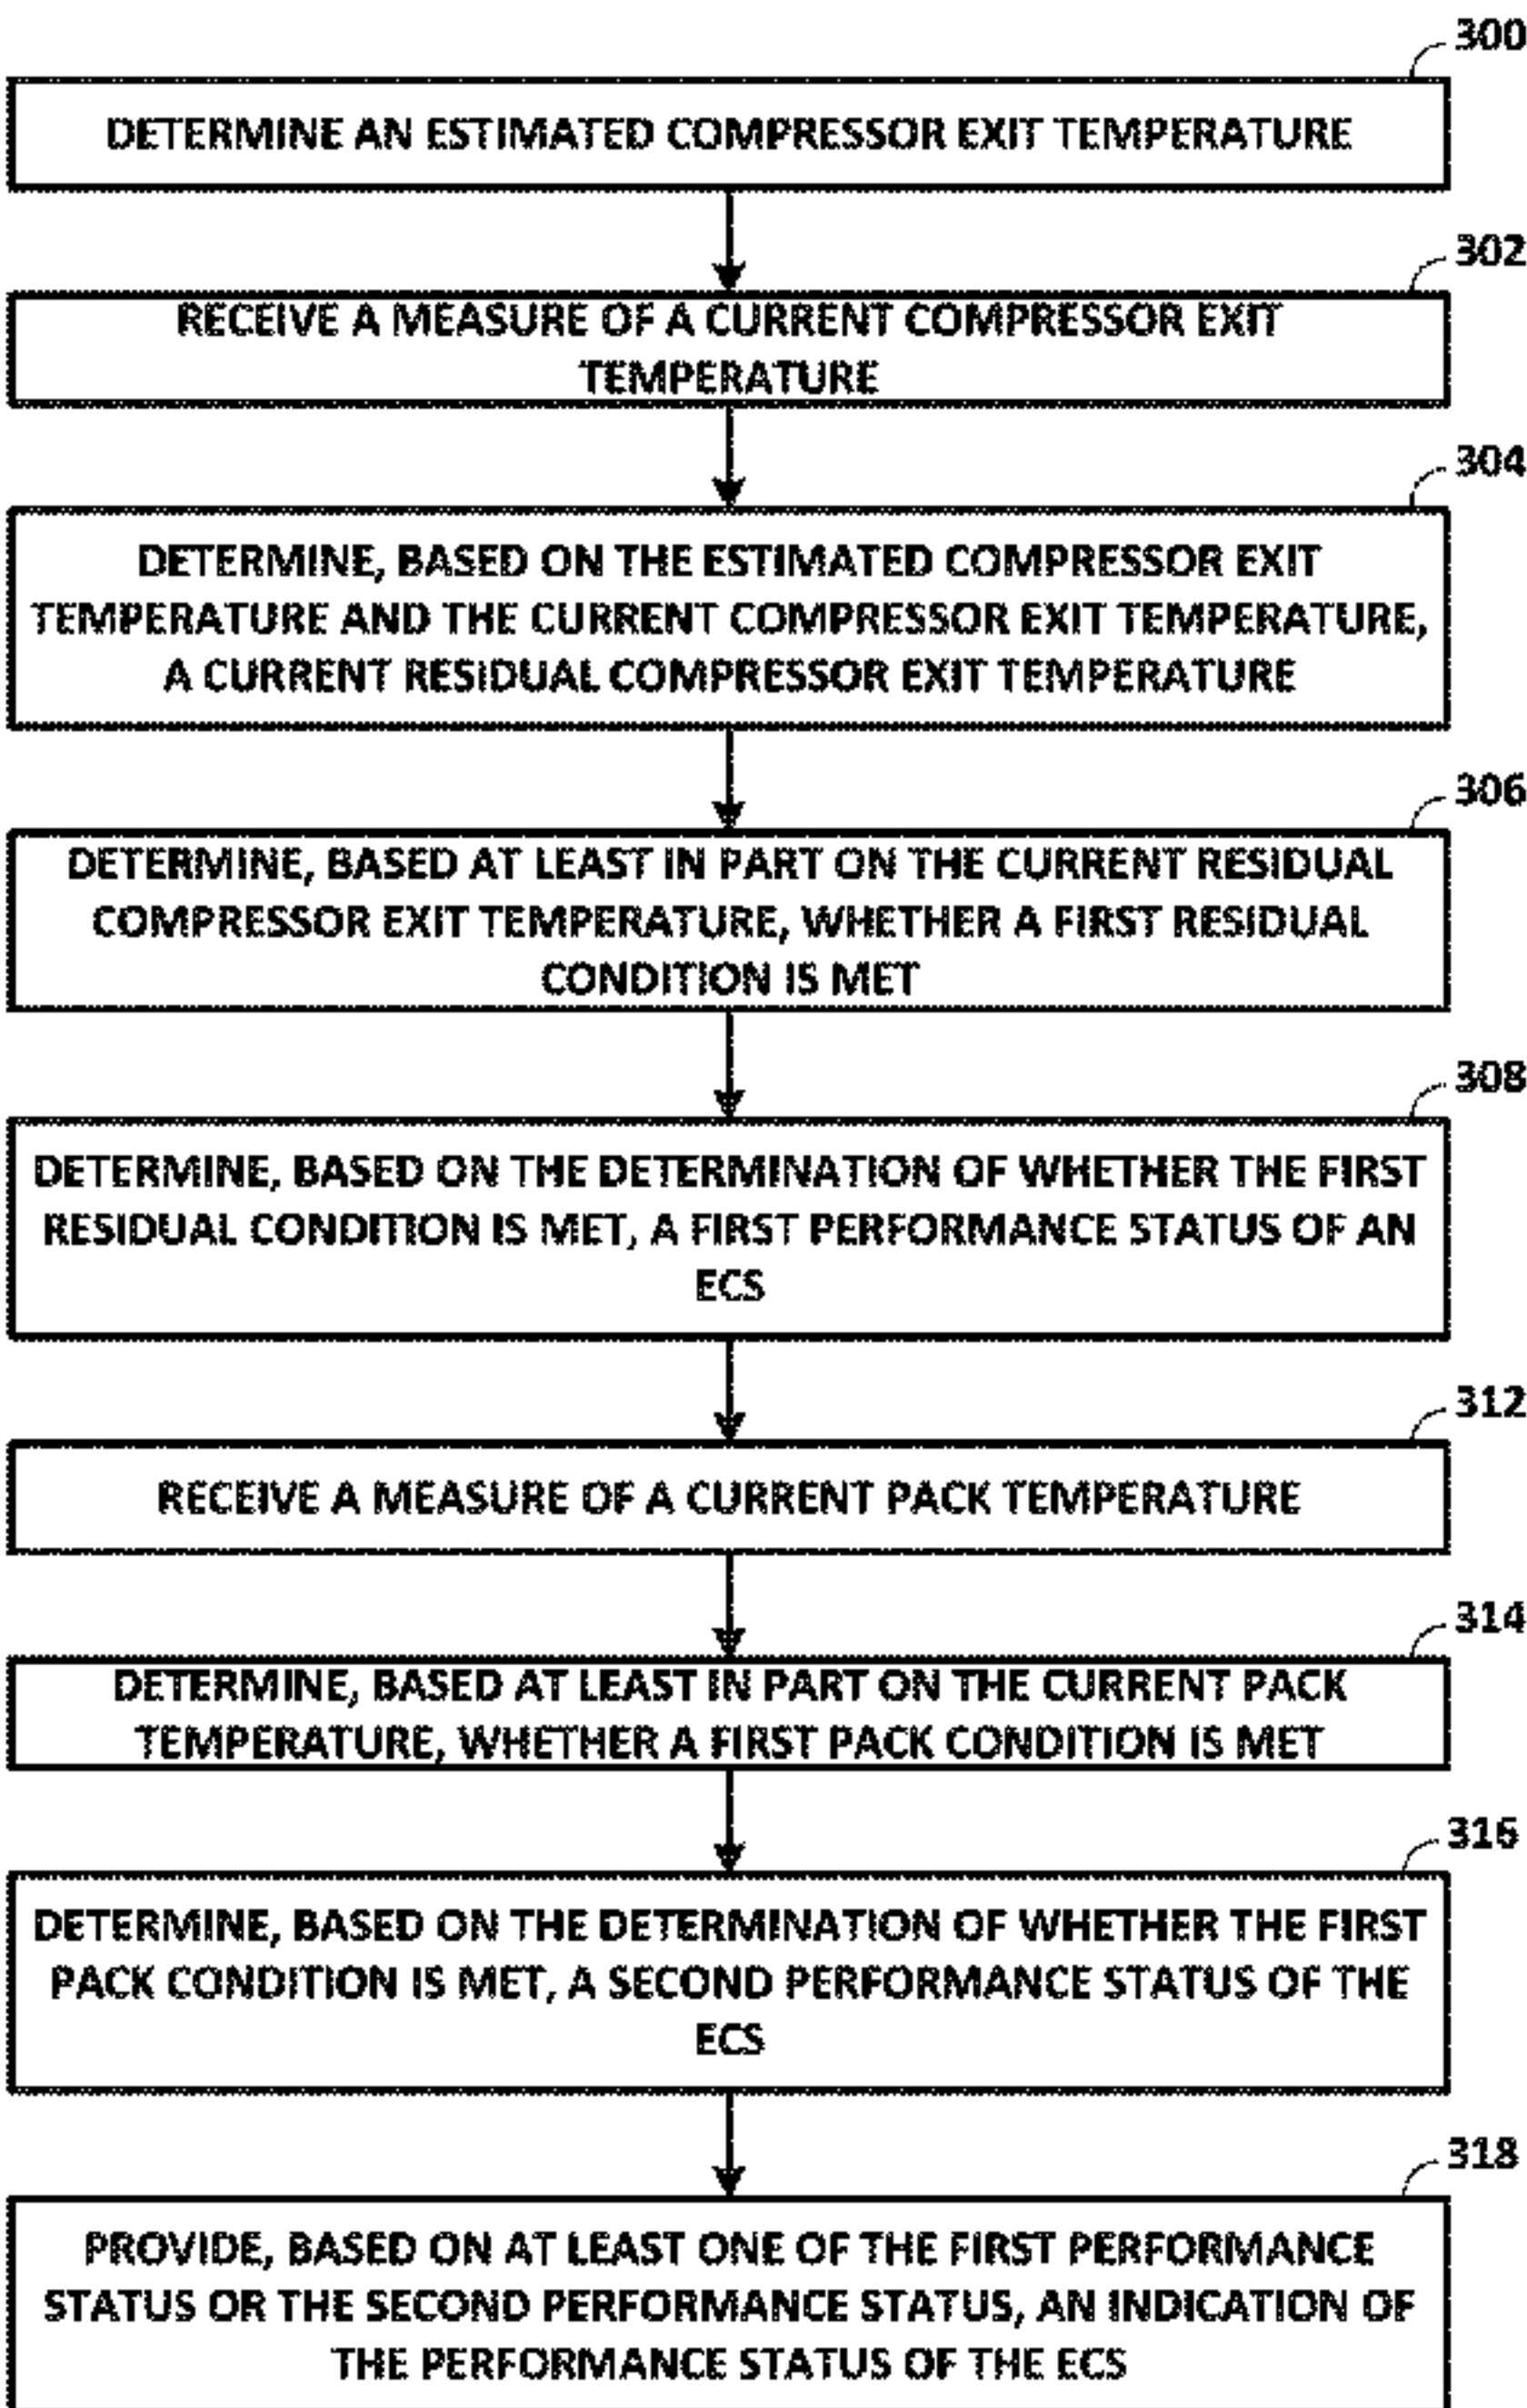 300
DETERMINE AN ESTIMATED COMPRESSOR EXIT TEMPERATURE
302
RECEIVE A MEASURE OF A CURRENT COMPRESSOR EXIT
TEMPERATURE
304
DETERMINE, BASED ON THE ESTIMATED COMPRESSOR EXIT
TEMPERATURE AND THE CURRENT COMPRESSOR EXIT TEMPERATURE,
A CURRENT RESIDUAL COMPRESSOR EXIT TEMPERATURE
306
DETERMINE, BASED AT LEAST IN PART ON THE CURRENT RESIDUAL
COMPRESSOR EXIT TEMPERATURE, WHETHER A FIRST RESIDUAL
CONDITION IS MET
308
DETERMINE, BASED ON THE DETERMINATION OF WHETHER THE FIRST
RESIDUAL CONDITION IS MET, A FIRST PERFORMANCE STATUS OF AN
ECS
312
RECEIVE A MEASURE OF A CURRENT PACK TEMPERATURE
314
DETERMINE, BASED AT LEAST IN PART ON THE CURRENT PACK
TEMPERATURE, WHETHER A FIRST PACK CONDITION IS MET
316
DETERMINE, BASED ON THE DETERMINATION OF WHETHER THE FIRST
PACK CONDITION IS MET, A SECOND PERFORMANCE STATUS OF THE
ECS
318
PROVIDE, BASED ON AT LEAST ONE OF THE FIRST PERFORMANCE
STATUS OR THE SECOND PERFORMANCE STATUS, AN INDICATION OF
THE PERFORMANCE STATUS OF THE ECS